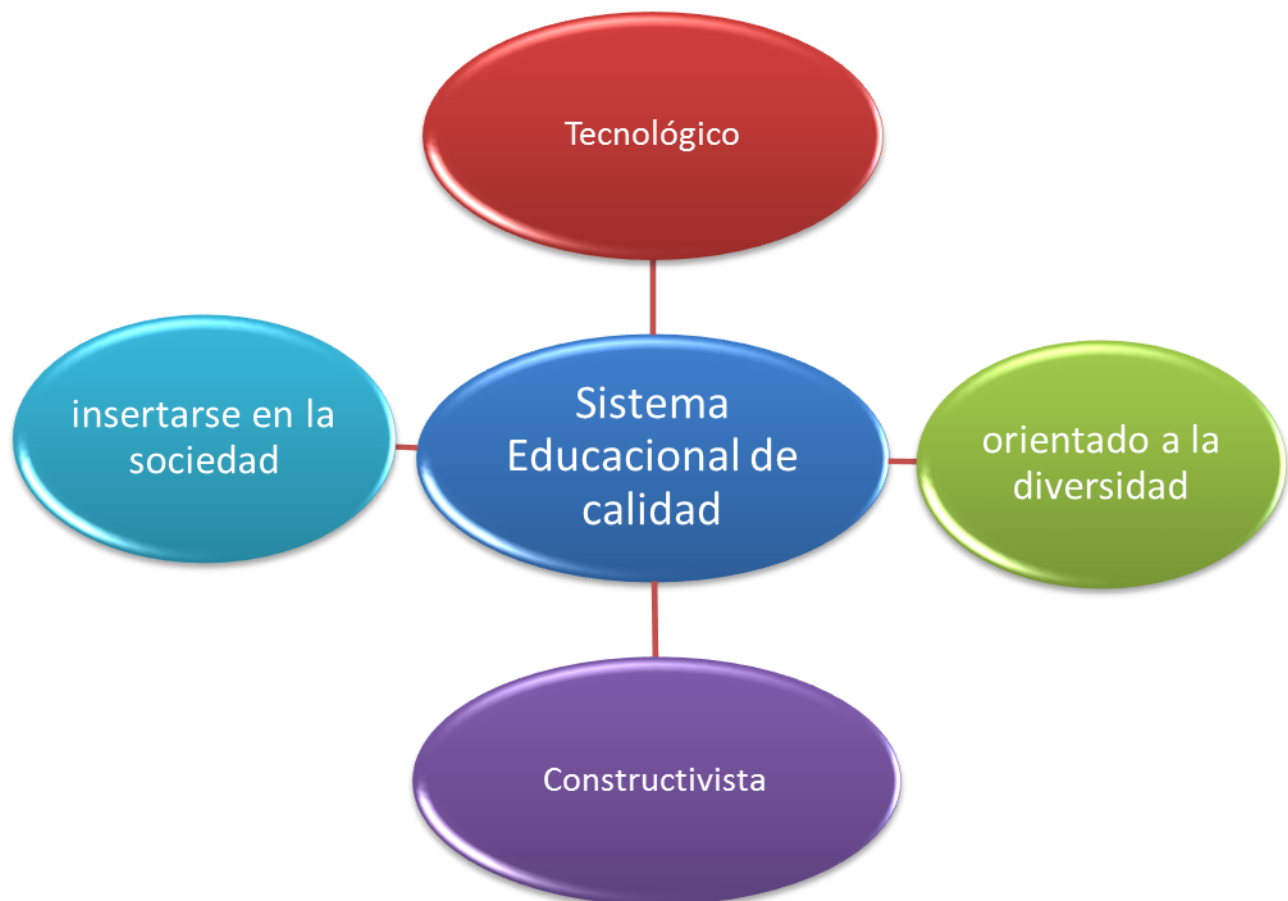 Tecnológico
insertarse en la
sociedad
Sistema
Educacional de
calidad
orientado a la
diversidad
Constructivista